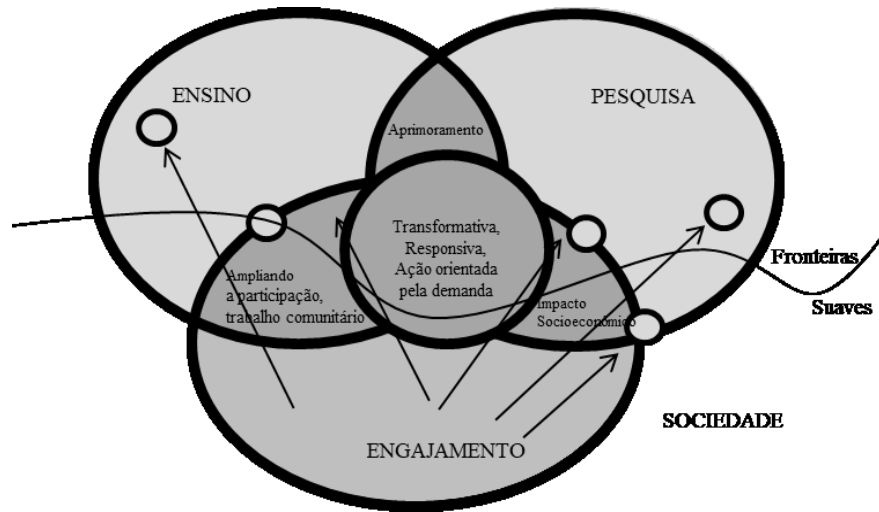 ENSINO
PESQUISA
Aprimoramento
Transformativa,
Responsiva,
Ação orientada
pela demanda
Ampliando
a participação,
trabalho comunitário
Impacto
Socioeconômico
Fronteiras
Suaves
SOCIEDADE
ENGAJAMENTO